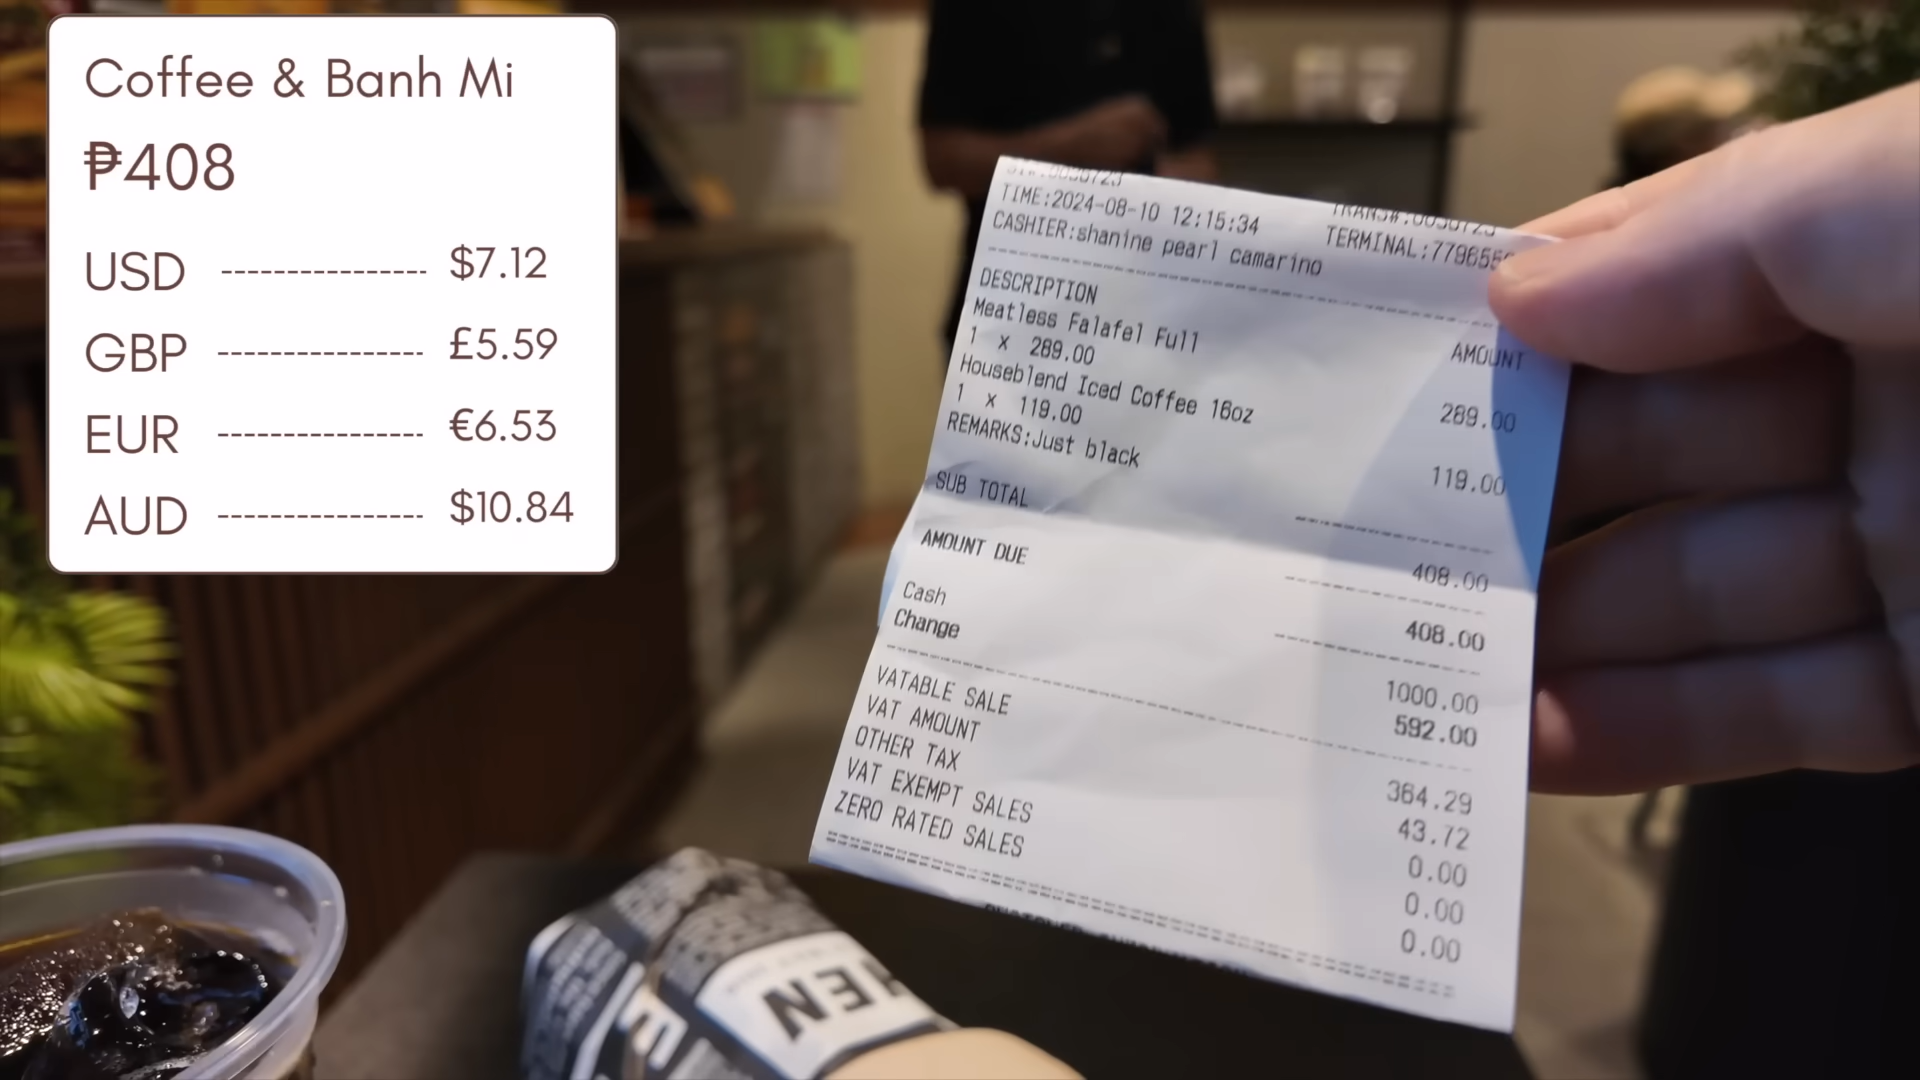 Coffee & Banh Mi
₱408
USD ---------------- $7.12
GBP ---------------- £5.59
EUR ---------------- €6.53
AUD ---------------- $10.84
TIME:2024-08-10 12:15:34
CASHIER:shanine pearl camarino
DESCRIPTION AMOUNT
Meatless Falafel Full
1 x 289.00 289.00
Houseblend Iced Coffee 16oz
1 x 119.00 119.00
REMARKS:Just black
SUB TOTAL 408.00
AMOUNT DUE 408.00
Cash 1000.00
Change 592.00
VATABLE SALE 364.29
VAT AMOUNT 43.72
OTHER TAX 0.00
VAT EXEMPT SALES 0.00
ZERO RATED SALES 0.00